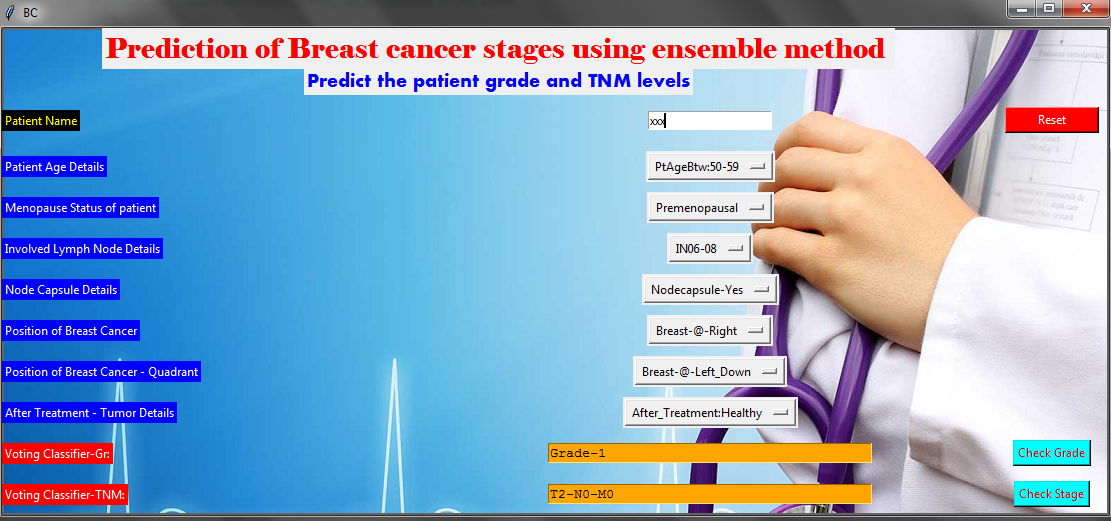 BC
Prediction of Breast cancer stages using ensemble method
Predict the patient grade and TNM levels
Patient Name xxx Reset
Patient Age Details PtAgeBtw:50-59
Menopause Status of patient Premenopausal
Involved Lymph Node Details IN06-08
Node Capsule Details Nodecapsule-Yes
Position of Breast Cancer Breast-@-Right
Position of Breast Cancer - Quadrant Breast-@-Left_Down
After Treatment - Tumor Details After_Treatment:Healthy
Voting Classifier-Gr: Grade-1 Check Grade
Voting Classifier-TNM: T2-N0-M0 Check Stage